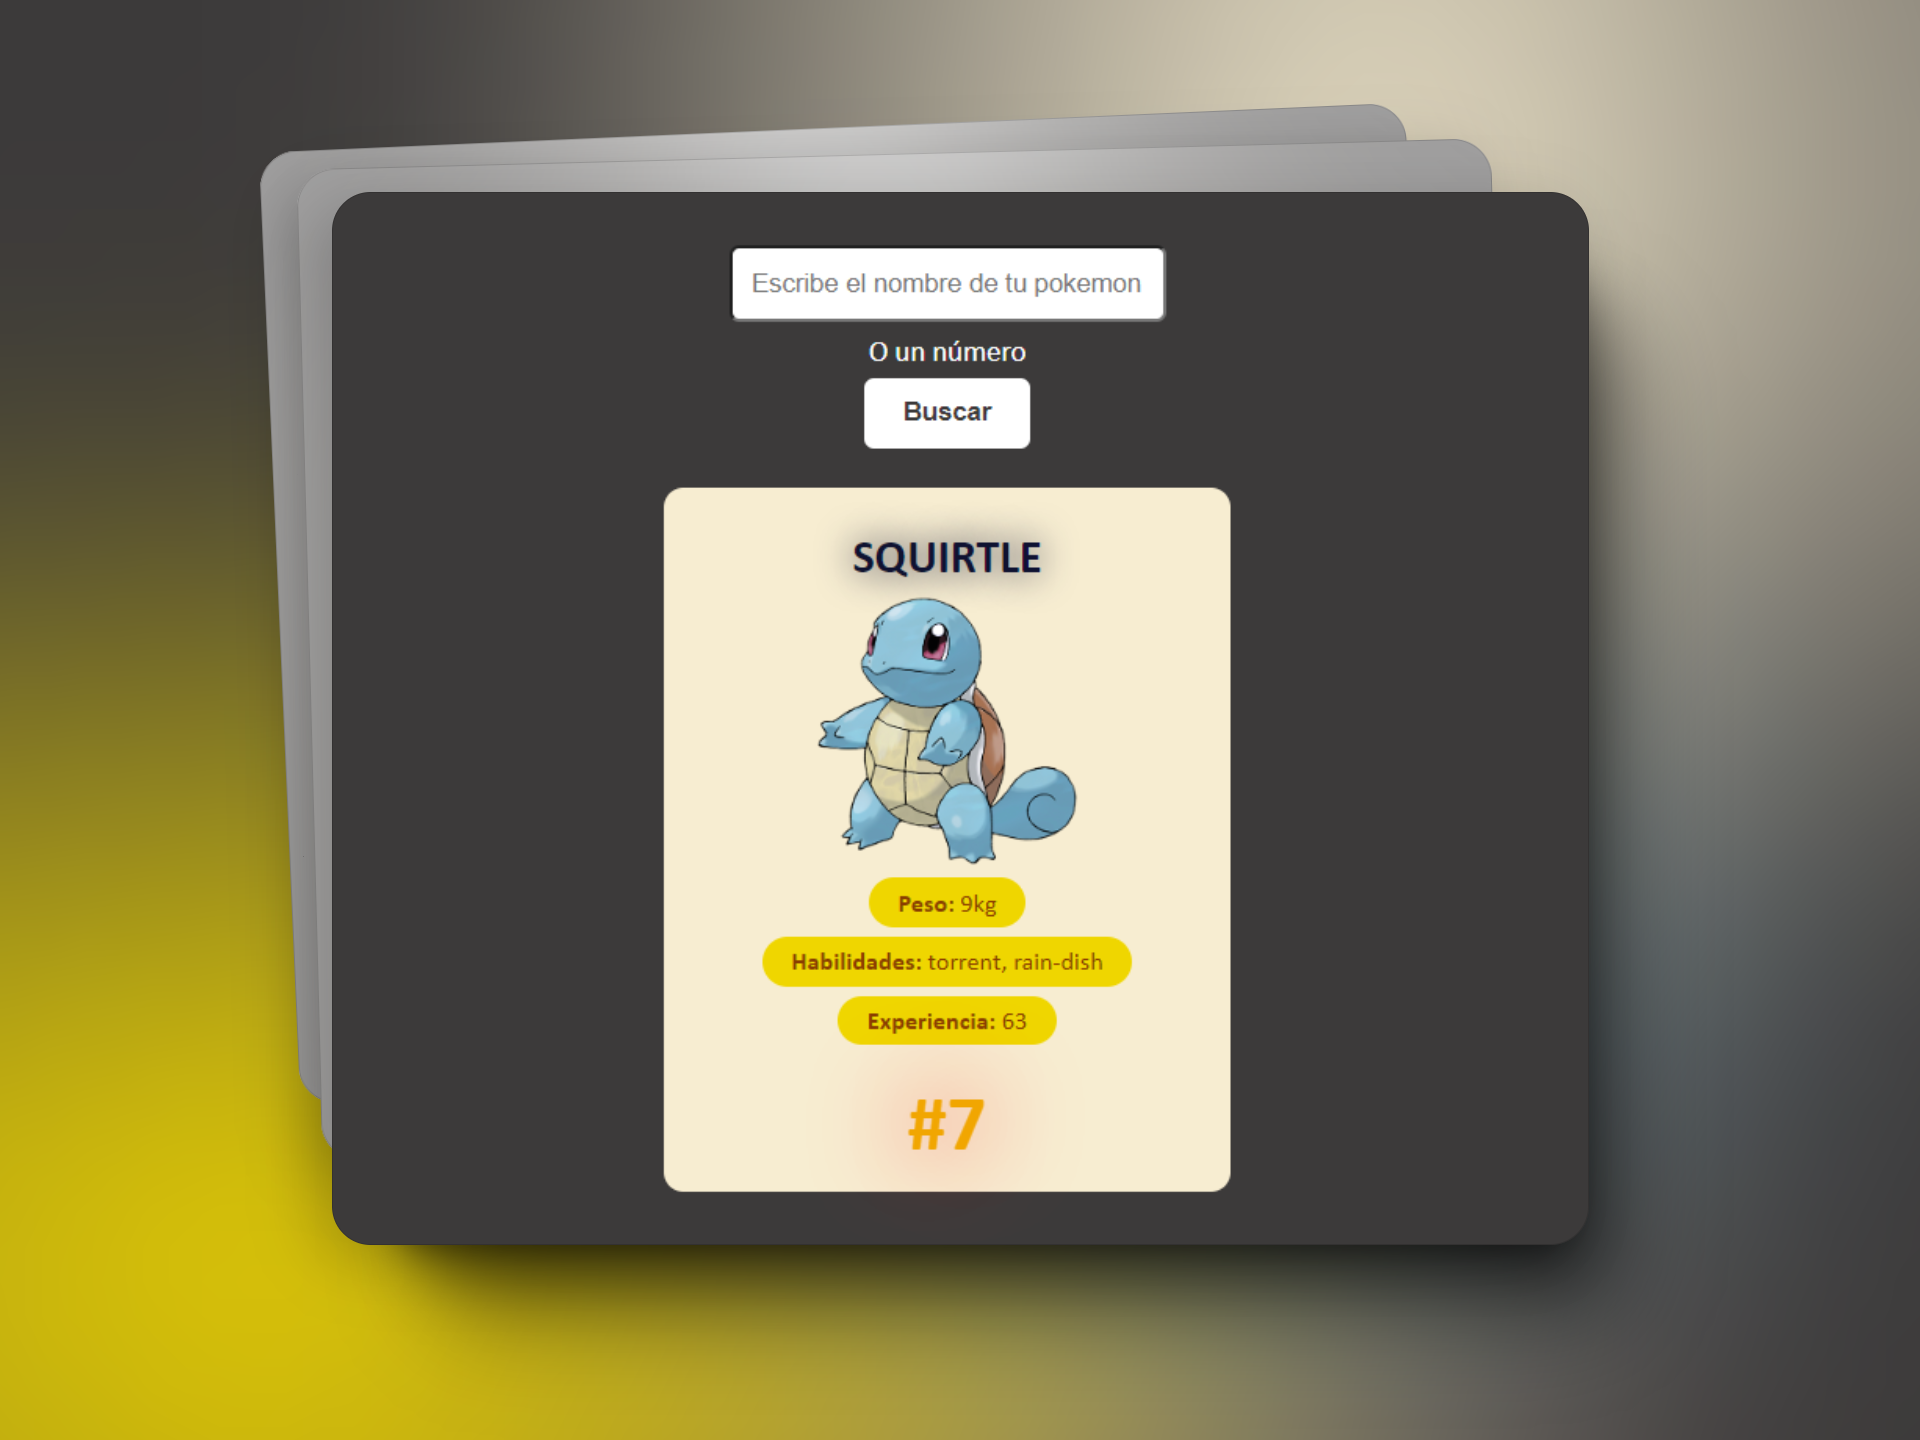 Escribe el nombre de tu pokemon
O un número
Buscar
SQUIRTLE
Peso: 9kg
Habilidades: torrent, rain-dish
Experiencia: 63
#7